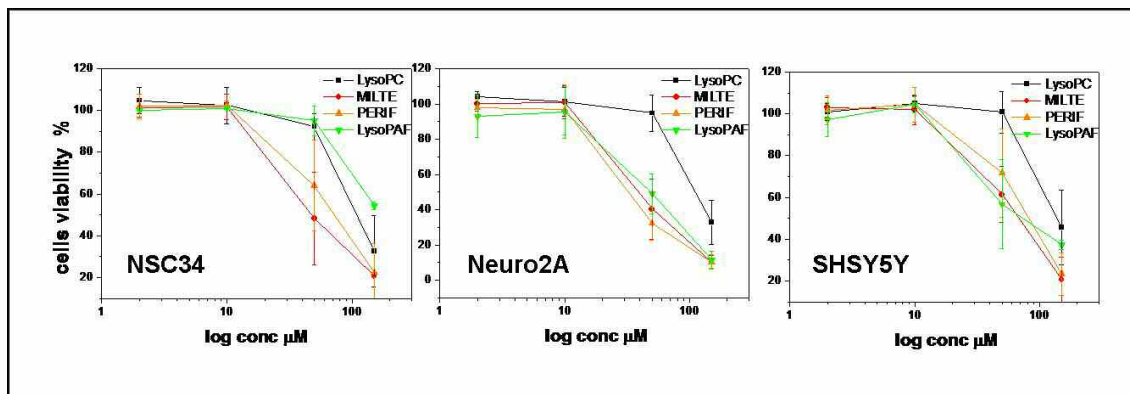 cells viability %
120
100
80
60
40
20
LysoPC
MILTE
PERIF
LysoPAF
NSC34
1
10
100
log conc μM
120
100
80
60
40
20
0
LysoPC
MILTE
PERIF
LysoPAF
Neuro2A
1
10
100
log conc μM
120
100
80
60
40
20
LysoPC
MILTE
PERIF
LysoPAF
SHSY5Y
1
10
100
log conc μM